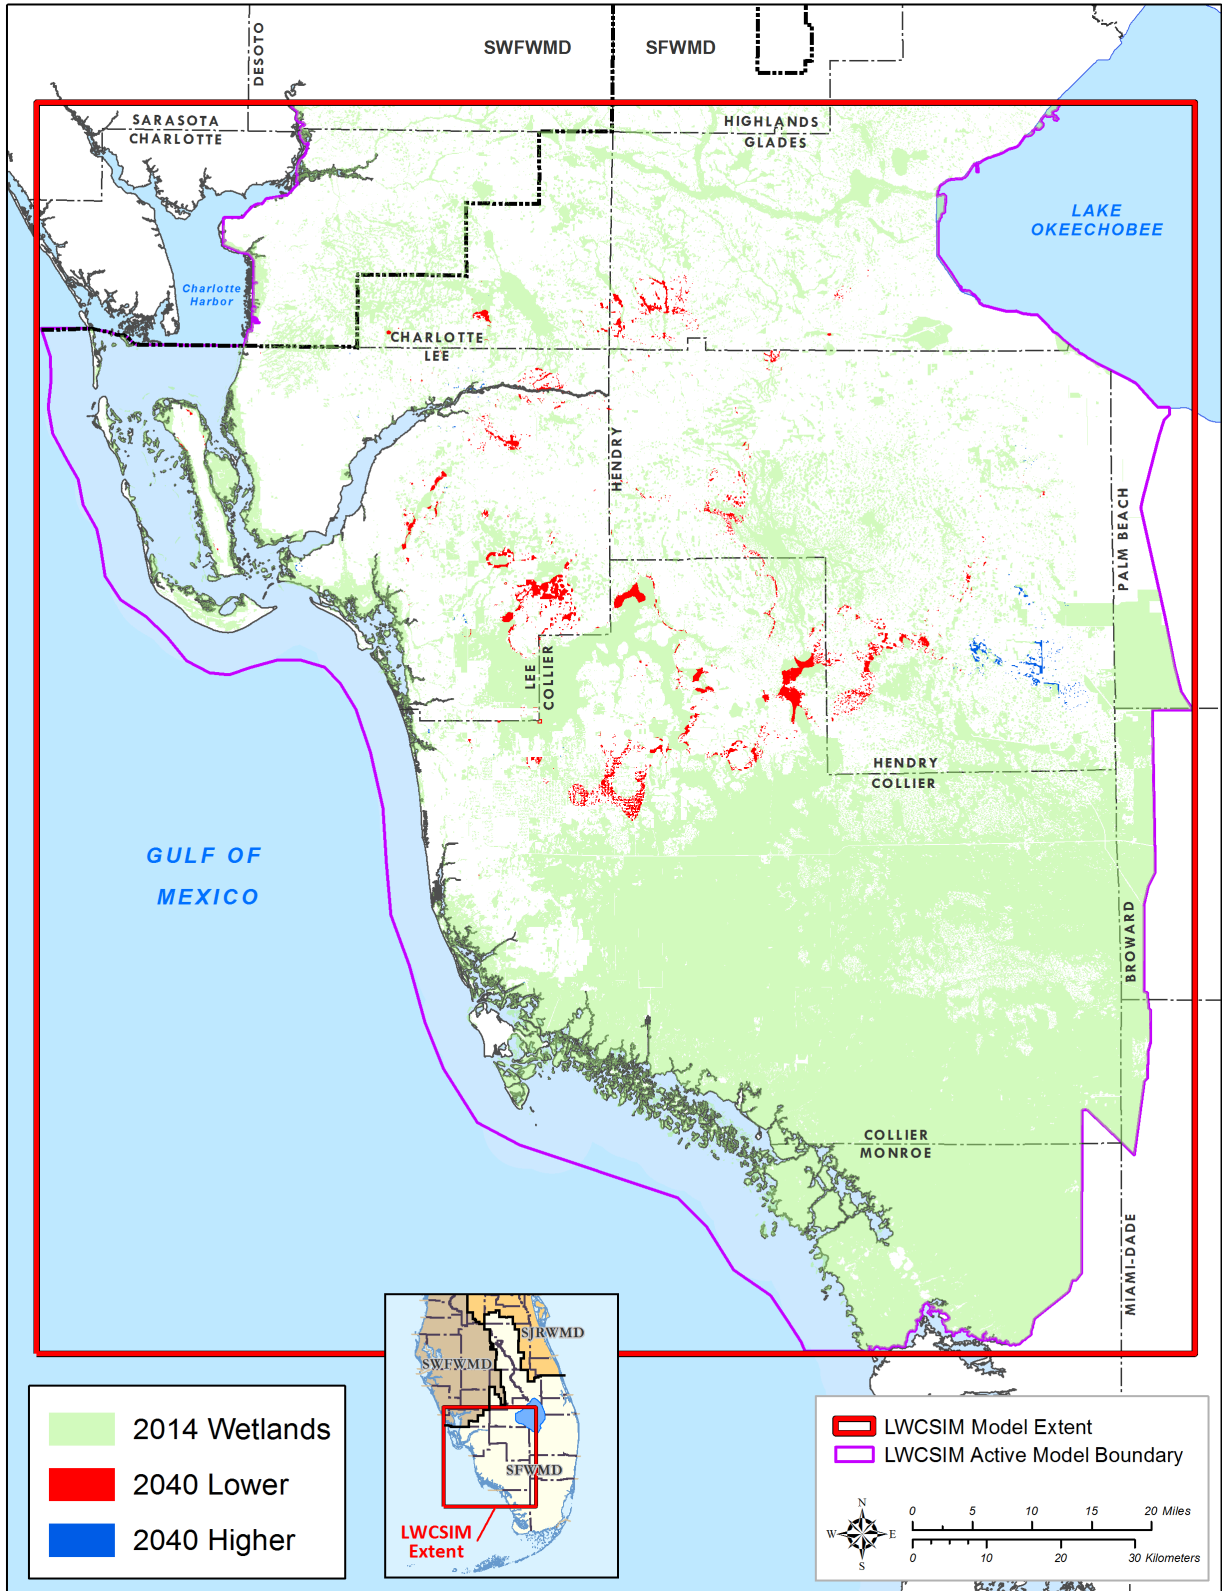 DESOTO
SWFWMD
SFWMD
SARASOTA
CHARLOTTE
HIGHLANDS
GLADES
LAKE
OKEECHOBEE
Charlotte
Harbor
CHARLOTTE
LEE
HENDRY
PALM BEACH
LEE
COLLIER
HENDRY
COLLIER
GULF OF
MEXICO
BROWARD
COLLIER
MONROE
MIAMI-DADE
SJRWMD
SWFWMD
SFWMD
LWCSIM
Extent
2014 Wetlands
2040 Lower
2040 Higher
LWCSIM Model Extent
LWCSIM Active Model Boundary
N
W
E
S
0 5 10 15 20 Miles
0 10 20 30 Kilometers